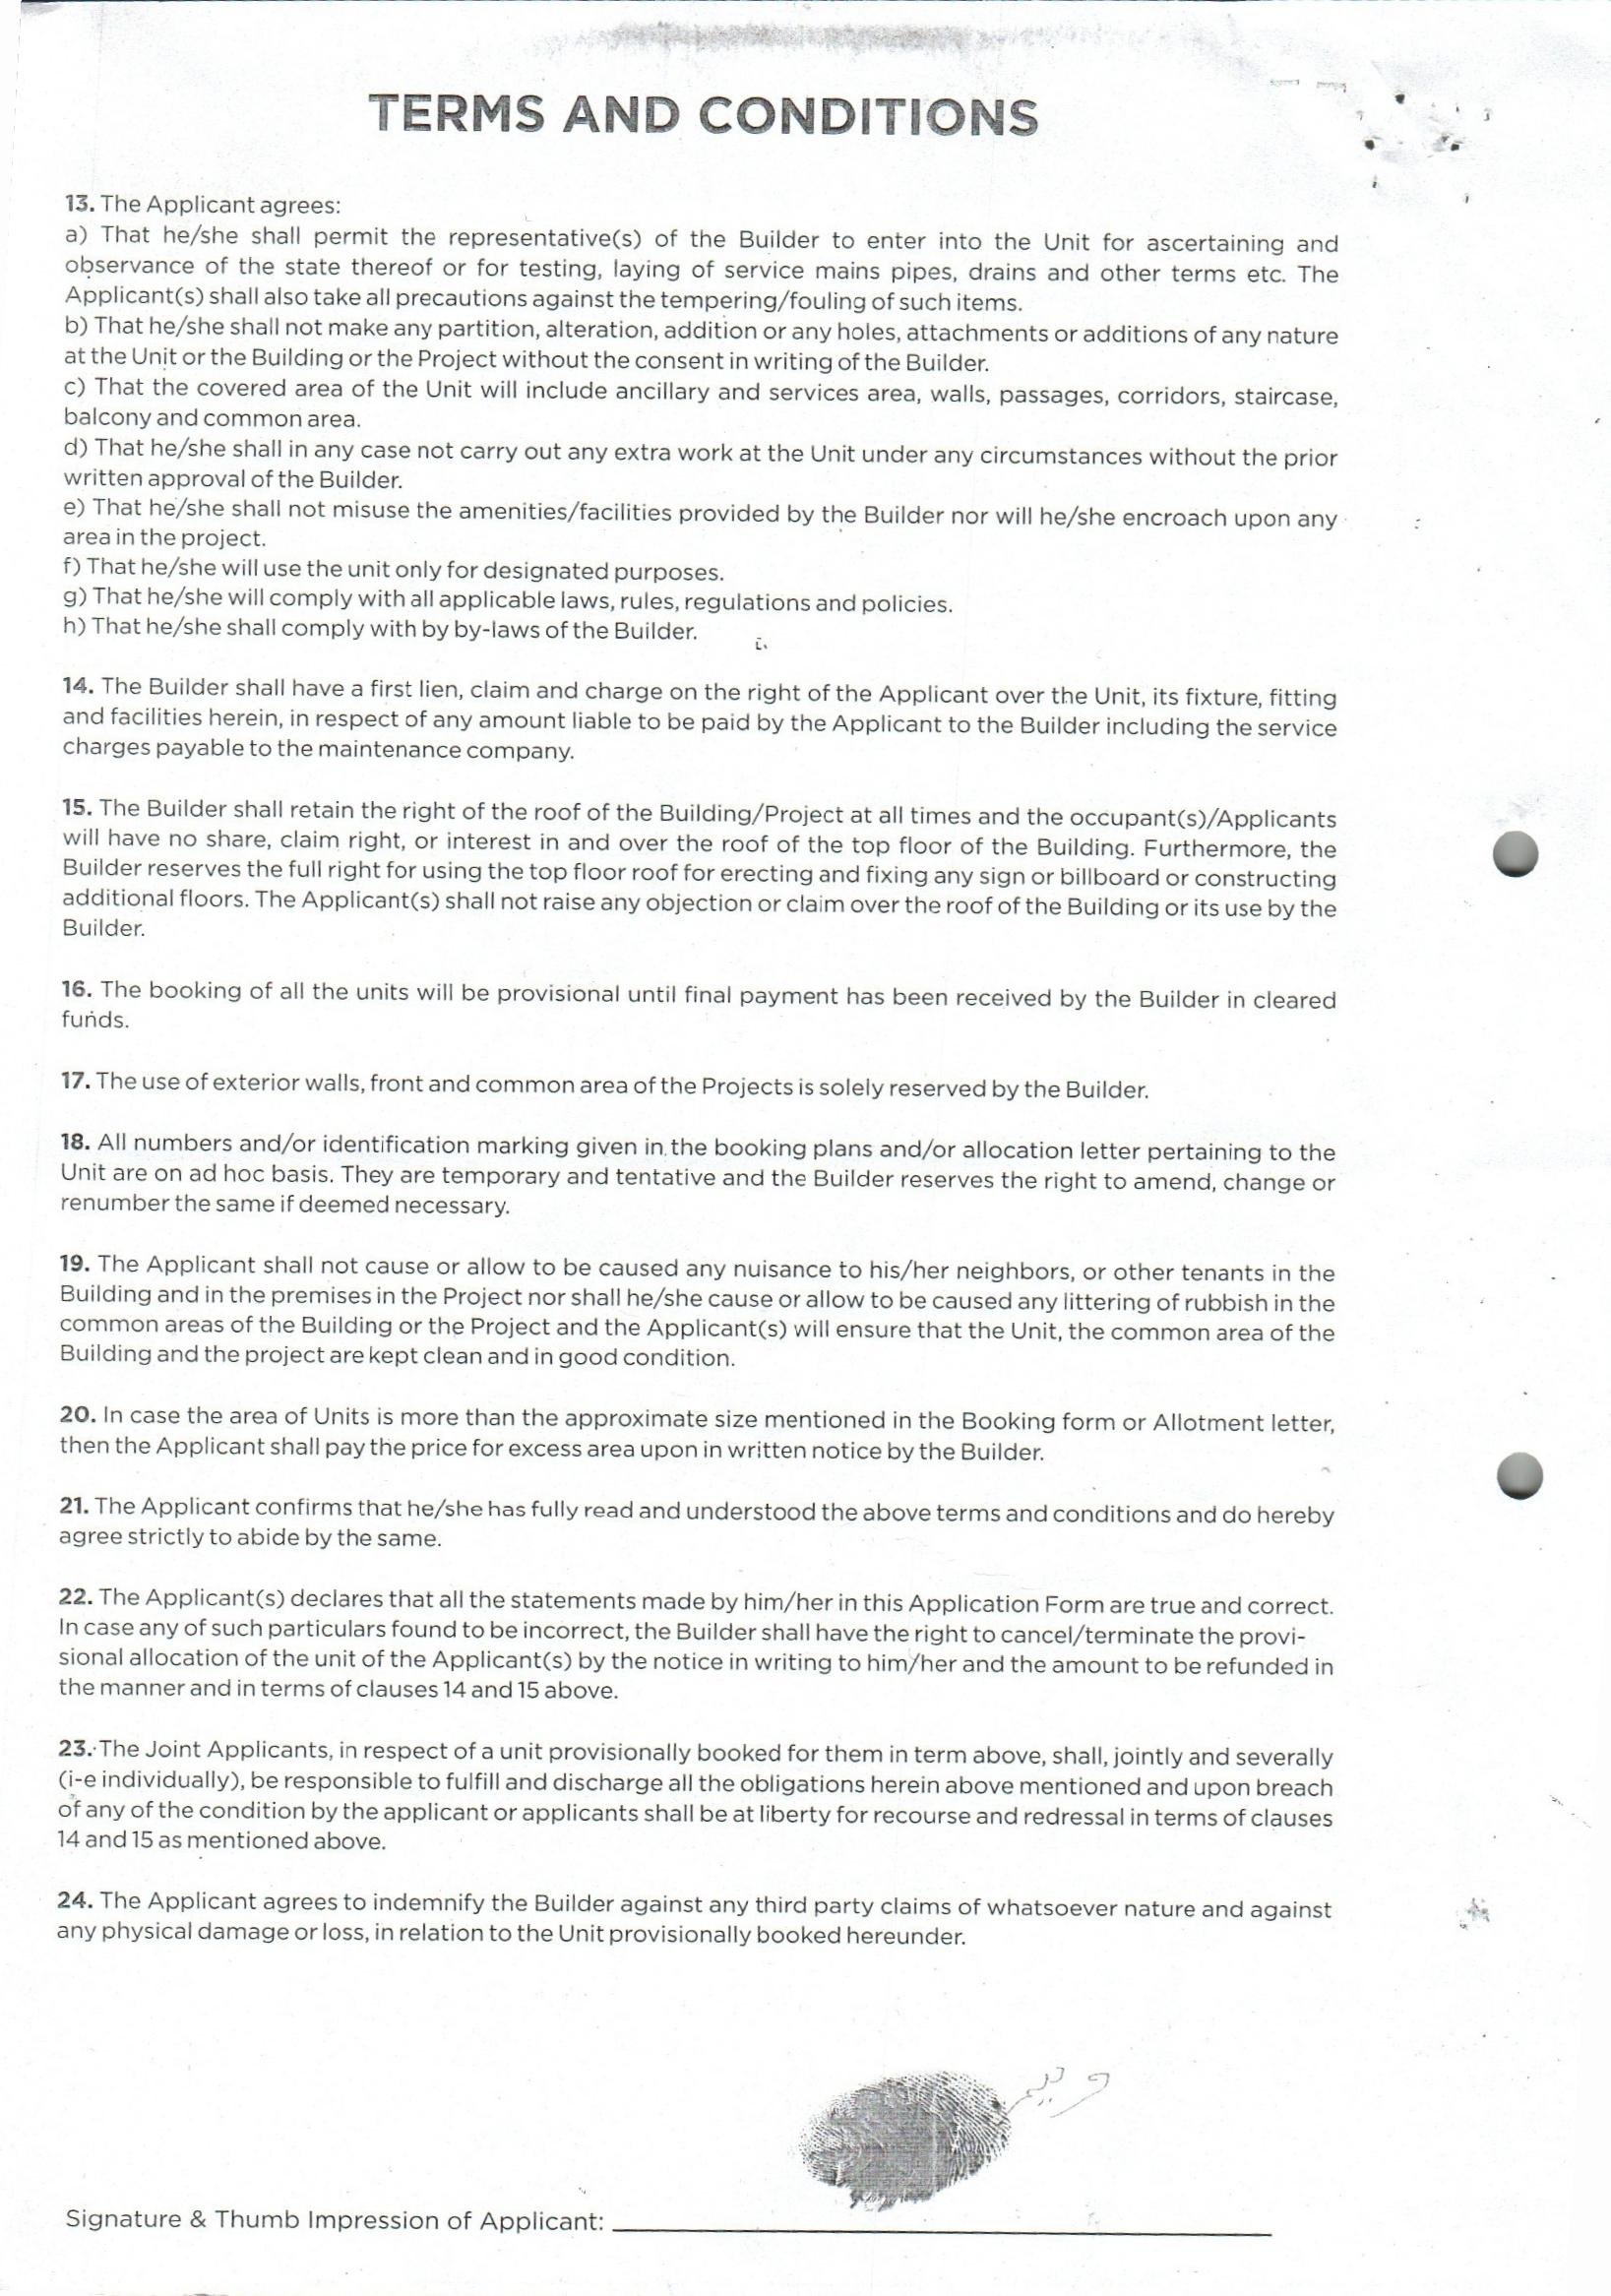 TERMS AND CONDITIONS
13. The Applicant agrees:
a) That he/she shall permit the representative(s) of the Builder to enter into the Unit for ascertaining and
observance of the state thereof or for testing, laying of service mains pipes, drains and other terms etc. The
Applicant(s) shall also take all precautions against the tempering/fouling of such items.
b) That he/she shall not make any partition, alteration, addition or any holes, attachments or additions of any nature
at the Unit or the Building or the Project without the consent in writing of the Builder.
c) That the covered area of the Unit will include ancillary and services area, walls, passages, corridors, staircase,
balcony and common area.
d) That he/she shall in any case not carry out any extra work at the Unit under any circumstances without the prior
written approval of the Builder.
e) That he/she shall not misuse the amenities/facilities provided by the Builder nor will he/she encroach upon any
area in the project.
f) That he/she will use the unit only for designated purposes.
g) That he/she will comply with all applicable laws, rules, regulations and policies.
h) That he/she shall comply with by by-laws of the Builder.
14. The Builder shall have a first lien, claim and charge on the right of the Applicant over the Unit, its fixture, fitting
and facilities herein, in respect of any amount liable to be paid by the Applicant to the Builder including the service
charges payable to the maintenance company.
15. The Builder shall retain the right of the roof of the Building/Project at all times and the occupant(s)/Applicants
will have no share, claim right, or interest in and over the roof of the top floor of the Building. Furthermore, the
Builder reserves the full right for using the top floor roof for erecting and fixing any sign or billboard or constructing
additional floors. The Applicant(s) shall not raise any objection or claim over the roof of the Building or its use by the
Builder.
16. The booking of all the units will be provisional until final payment has been received by the Builder in cleared
funds.
17. The use of exterior walls, front and common area of the Projects is solely reserved by the Builder.
18. All numbers and/or identification marking given in the booking plans and/or allocation letter pertaining to the
Unit are on ad hoc basis. They are temporary and tentative and the Builder reserves the right to amend, change or
renumber the same if deemed necessary.
19. The Applicant shall not cause or allow to be caused any nuisance to his/her neighbors, or other tenants in the
Building and in the premises in the Project nor shall he/she cause or allow to be caused any littering of rubbish in the
common areas of the Building or the Project and the Applicant(s) will ensure that the Unit, the common area of the
Building and the project are kept clean and in good condition.
20. In case the area of Units is more than the approximate size mentioned in the Booking form or Allotment letter,
then the Applicant shall pay the price for excess area upon in written notice by the Builder.
21. The Applicant confirms that he/she has fully read and understood the above terms and conditions and do hereby
agree strictly to abide by the same.
22. The Applicant(s) declares that all the statements made by him/her in this Application Form are true and correct.
In case any of such particulars found to be incorrect, the Builder shall have the right to cancel/terminate the provi-
sional allocation of the unit of the Applicant(s) by the notice in writing to him/her and the amount to be refunded in
the manner and in terms of clauses 14 and 15 above.
23. The Joint Applicants, in respect of a unit provisionally booked for them in term above, shall, jointly and severally
(i-e individually), be responsible to fulfill and discharge all the obligations herein above mentioned and upon breach
of any of the condition by the applicant or applicants shall be at liberty for recourse and redressal in terms of clauses
14 and 15 as mentioned above.
24. The Applicant agrees to indemnify the Builder against any third party claims of whatsoever nature and against
any physical damage or loss, in relation to the Unit provisionally booked hereunder.
Signature & Thumb Impression of Applicant: